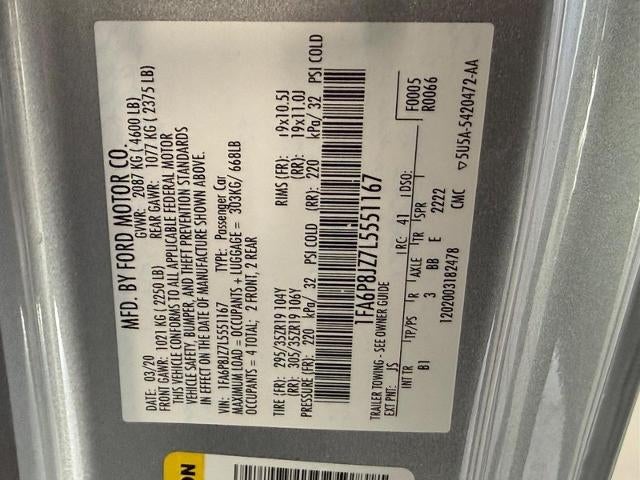 MFD. BY FORD MOTOR CO.
DATE: 03/20 GVWR: 2087 KG ( 4600 LB)
FRONT GAWR: 1021 KG ( 2250 LB) REAR GAWR: 1077 KG ( 2375 LB)
THIS VEHICLE CONFORMS TO ALL APPLICABLE FEDERAL MOTOR
VEHICLE SAFETY, BUMPER, AND THEFT PREVENTION STANDARDS
IN EFFECT ON THE DATE OF MANUFACTURE SHOWN ABOVE.
VIN: 1FA6P8JZ7L5551167 TYPE: Passenger Car
MAXIMUM LOAD = OCCUPANTS + LUGGAGE = 303KG/ 668LB
OCCUPANTS = 4 TOTAL; 2 FRONT, 2 REAR
TIRE (FR): 295/35ZR19 104Y RIMS (FR): 19x10.5J
(RR): 305/35ZR19 106Y (RR): 19x11.0J
PRESSURE (FR): 220 kPa/ 32 PSI COLD (RR): 220 kPa/ 32 PSI COLD
1FA6P8JZ7L5551167
TRAILER TOWING - SEE OWNER GUIDE F0005
EXT PNT: JS RC: 41 DSO: R0066
INT TR TP/PS R AXLE TR SPR
B1 3 BB E 2222
1202003182478 CMC ▽5U5A-5420472-AA
ON